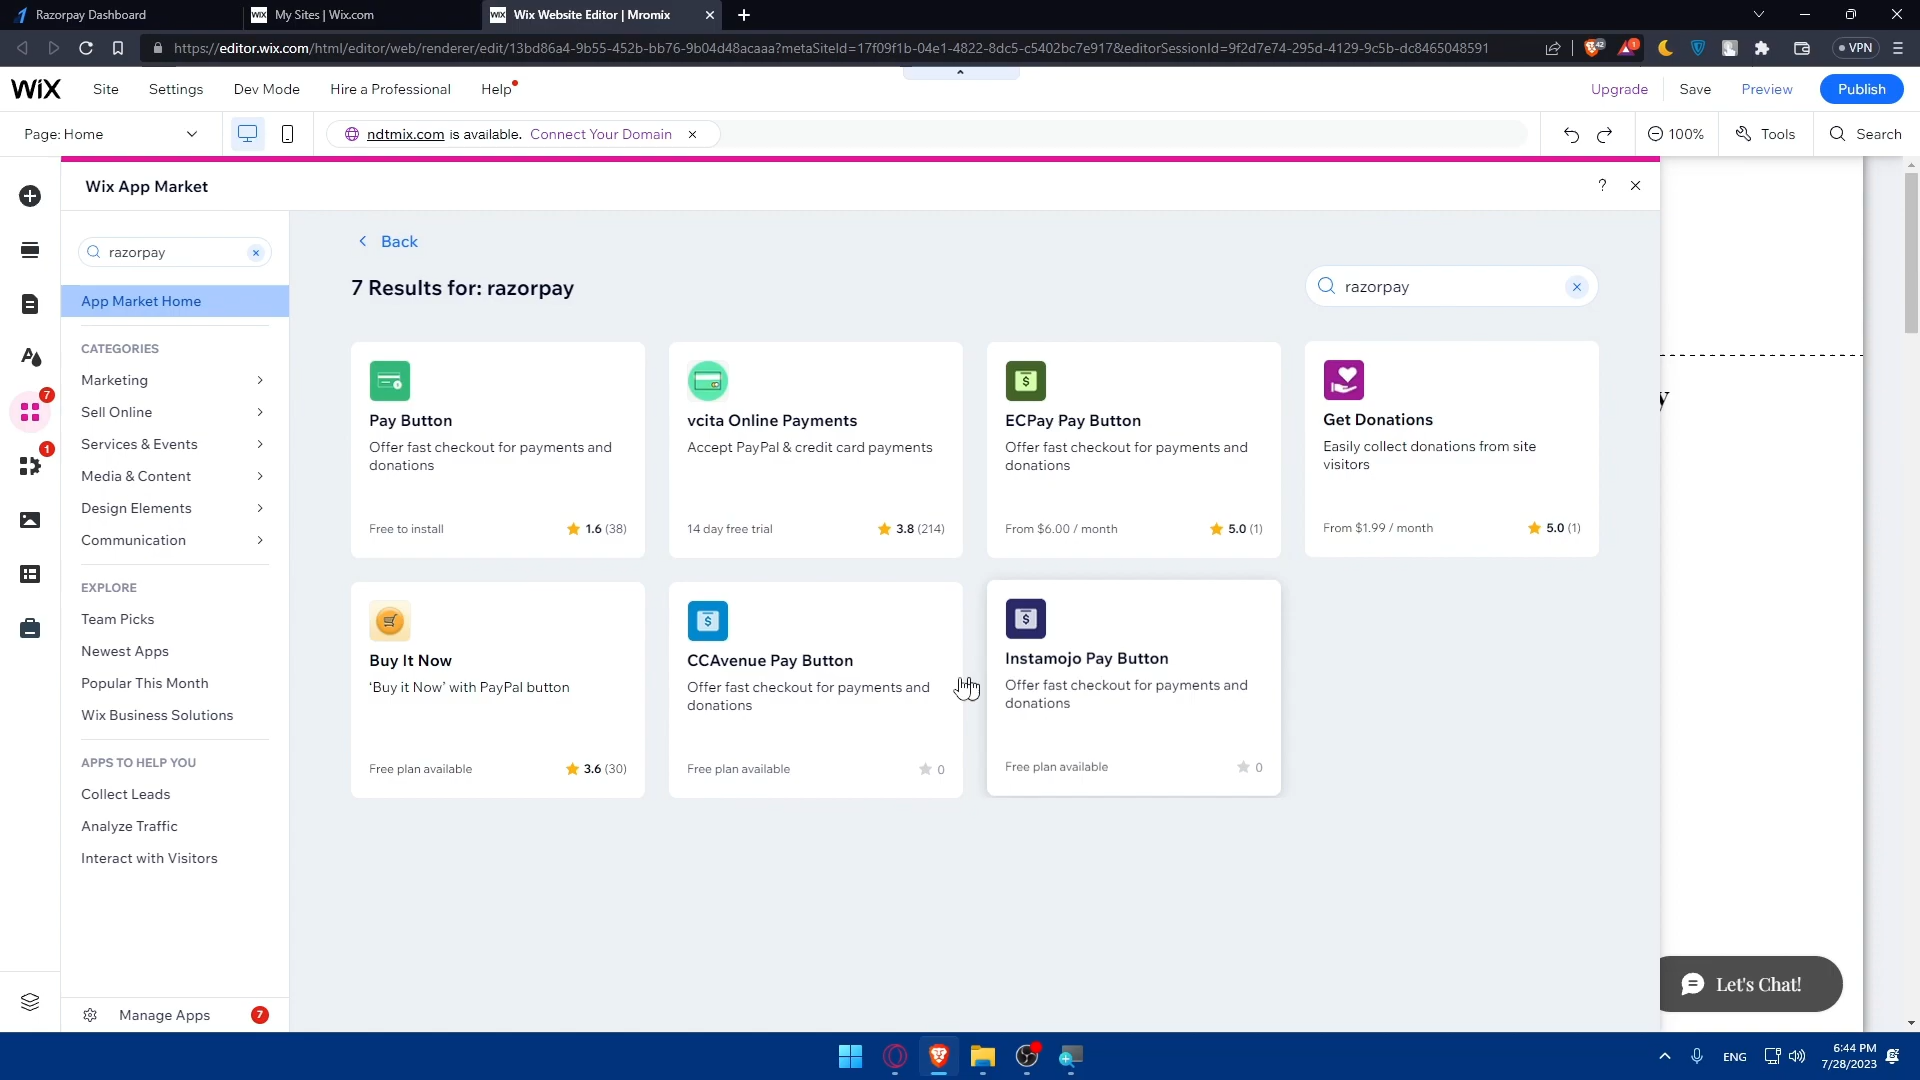 Razorpay Dashboard
WiX My Sites | Wix.com
WiX Wix Website Editor | Mromix
https://editor.wix.com/html/editor/web/renderer/edit/13bd86a4-9b55-452b-bb76-9b04d48acaaa?metaSiteId=17f09f1b-04e1-4822-8dc5-c5402bc7e917&editorSessionId=9f2d7e74-295d-4129-9c5b-dc8465048591
42
1
VPN
WiX
Site
Settings
Dev Mode
Hire a Professional
Help
Upgrade
Save
Preview
Publish
Page: Home
ndtmix.com is available. Connect Your Domain
100%
Tools
Search
Wix App Market
?
7
1
razorpay
App Market Home
CATEGORIES
Marketing
Sell Online
Services & Events
Media & Content
Design Elements
Communication
EXPLORE
Team Picks
Newest Apps
Popular This Month
Wix Business Solutions
APPS TO HELP YOU
Collect Leads
Analyze Traffic
Interact with Visitors
Manage Apps
7
Back
7 Results for: razorpay
razorpay
Pay Button
Offer fast checkout for payments and
donations
Free to install
1.6 (38)
vcita Online Payments
Accept PayPal & credit card payments
14 day free trial
3.8 (214)
ECPay Pay Button
Offer fast checkout for payments and
donations
From $6.00 / month
5.0 (1)
Get Donations
Easily collect donations from site
visitors
From $1.99 / month
5.0 (1)
Buy It Now
'Buy it Now' with PayPal button
Free plan available
3.6 (30)
CCAvenue Pay Button
Offer fast checkout for payments and
donations
Free plan available
0
Instamojo Pay Button
Offer fast checkout for payments and
donations
Free plan available
0
y
Let's Chat!
ENG
6:44 PM
7/28/2023